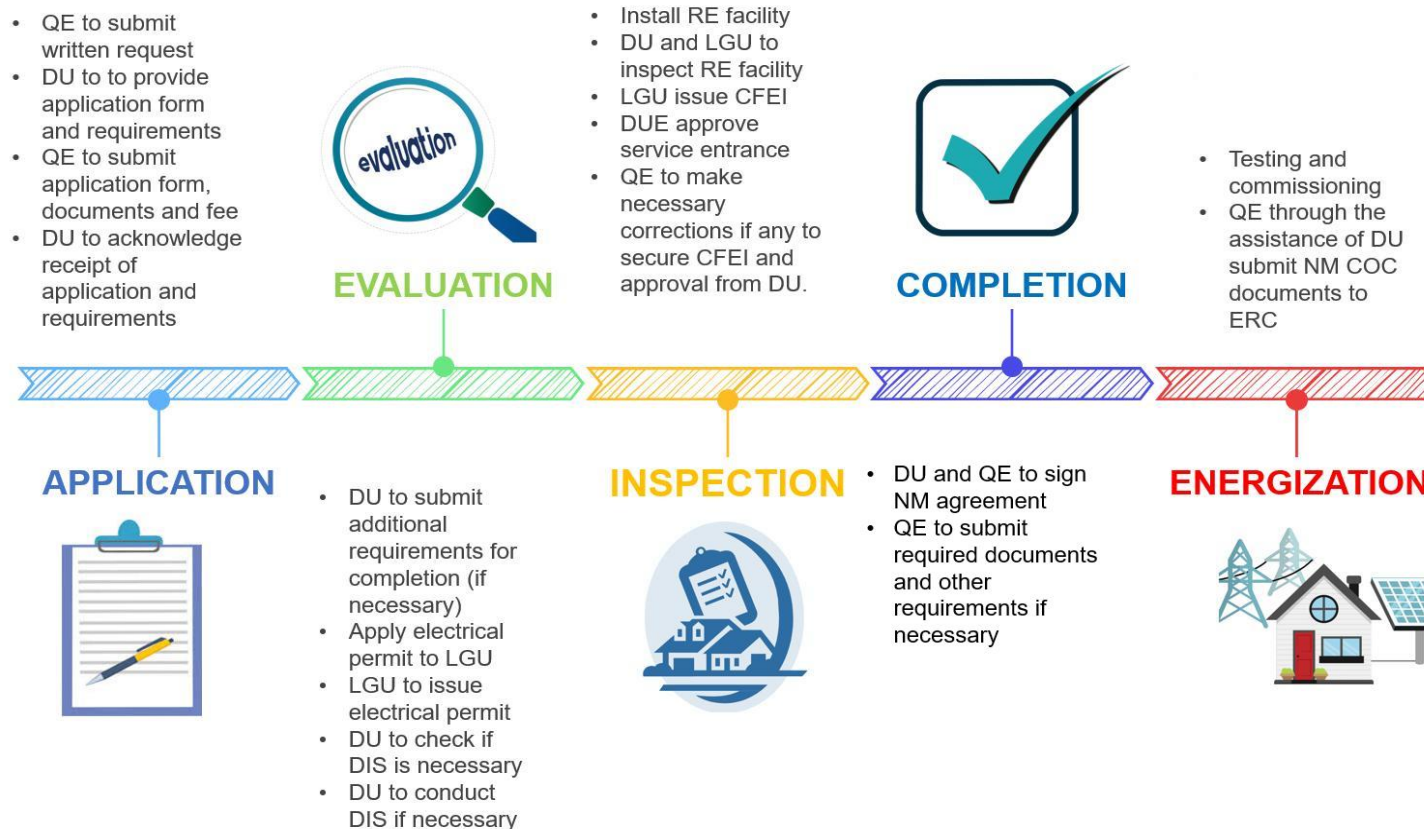 • QE to submit
written request
• DU to to provide
application form
and requirements
• QE to submit
application form,
documents and fee
• DU to acknowledge
receipt of
application and
requirements
APPLICATION
evaluation
EVALUATION
• DU to submit
additional
requirements for
completion (if
necessary)
• Apply electrical
permit to LGU
• LGU to issue
electrical permit
• DU to check if
DIS is necessary
• DU to conduct
DIS if necessary
• Install RE facility
• DU and LGU to
inspect RE facility
• LGU issue CFEI
• DUE approve
service entrance
• QE to make
necessary
corrections if any to
secure CFEI and
approval from DU.
INSPECTION
COMPLETION
• DU and QE to sign
NM agreement
• QE to submit
required documents
and other
requirements if
necessary
• Testing and
commissioning
• QE through the
assistance of DU
submit NM COC
documents to
ERC
ENERGIZATION